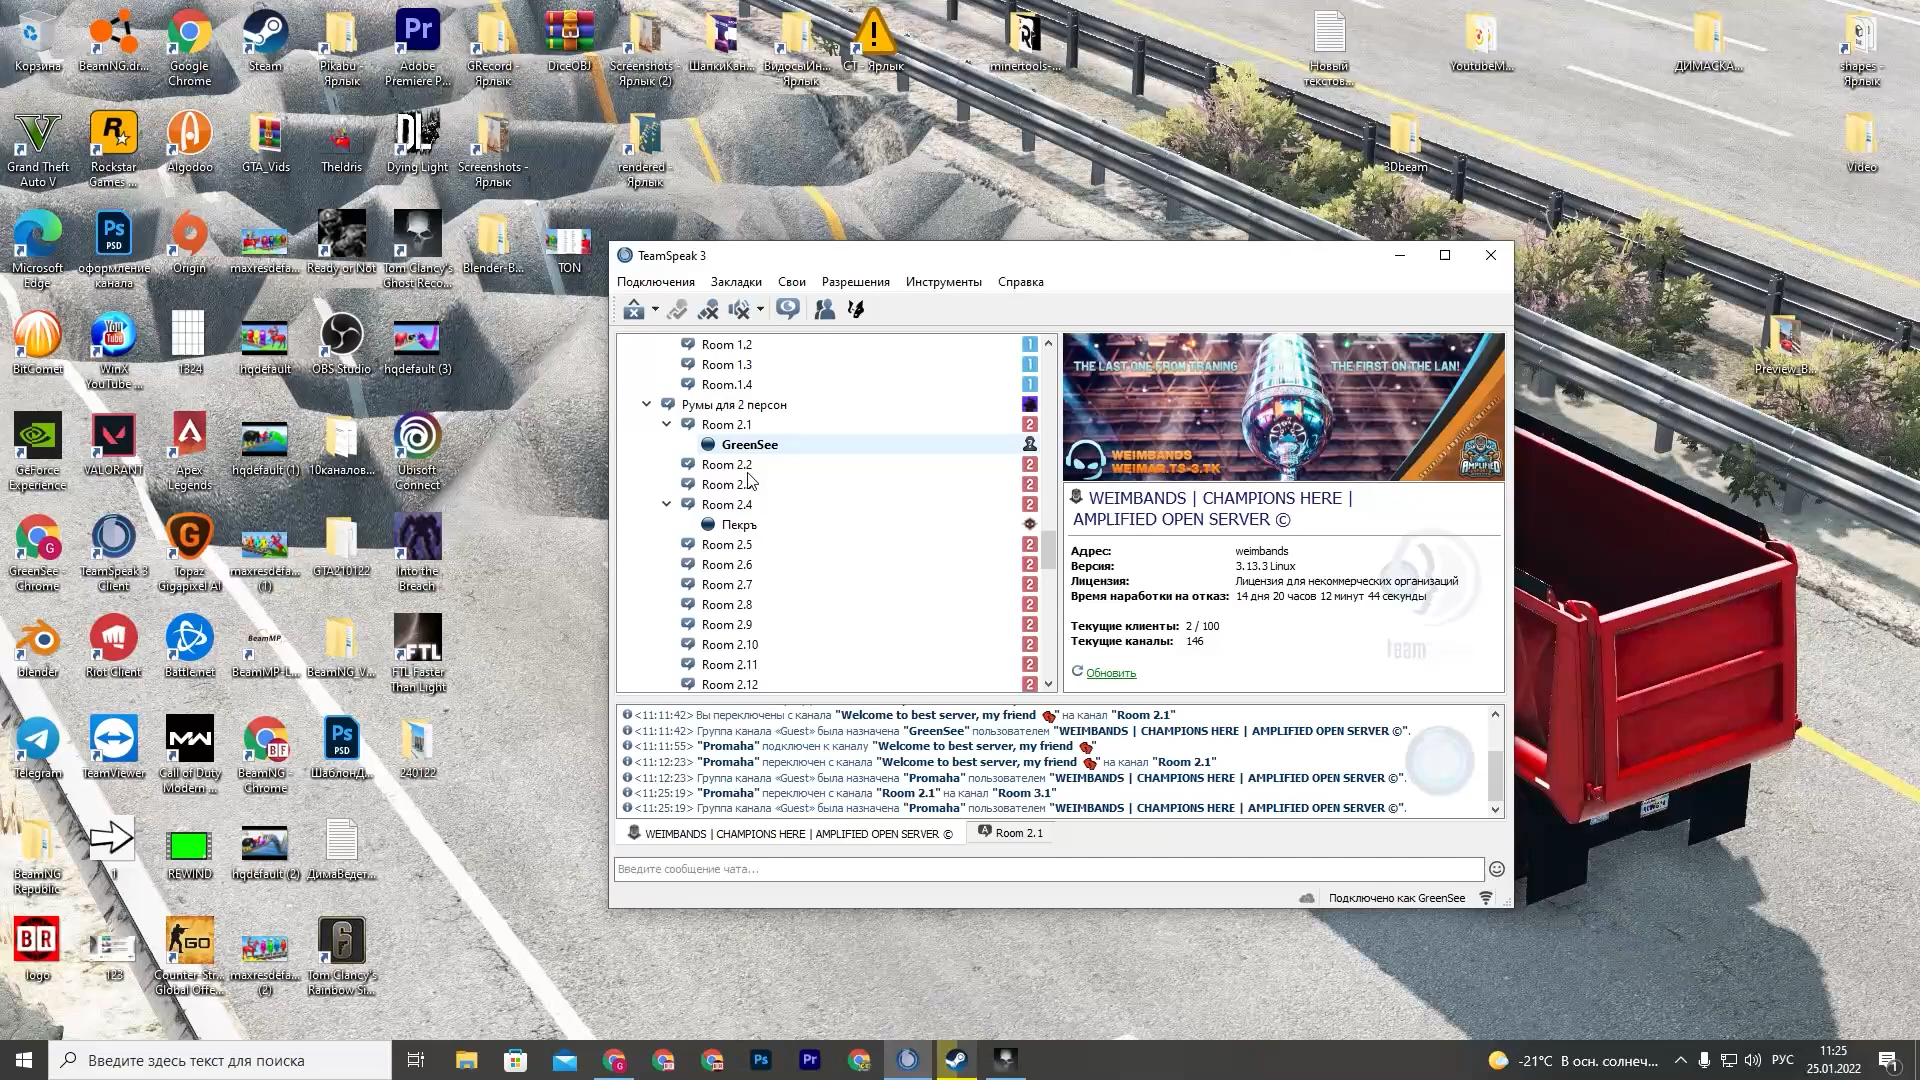 Корзина
BeamNG.dr...
Google Chrome
Steam
Pikabu - Ярлык
Adobe Premiere P...
GRecord - Ярлык
DiceOBJ
Screenshots - Ярлык (2)
ШапкиКан...
ВидосыИн... Ярлык
CT - Ярлык
minertools-...
Новый текстов...
YoutubeM...
ДИМАСКА...
shapes - Ярлык
Grand Theft Auto V
Rockstar Games ...
Algodoo
GTA_Vids
TheIdris
Dying Light
Screenshots - Ярлык
rendered - Ярлык
3Dbeam
Video
Microsoft Edge
оформление канала
Origin
maxresdefa...
Ready or Not
Tom Clancy's Ghost Reco...
Blender-B...
TON
BitComet
WinX YouTube ...
1324
hqdefault
OBS Studio
hqdefault (3)
Preview_B...
GeForce Experience
VALORANT
Apex Legends
hqdefault (1)
10каналов...
Ubisoft Connect
GreenSee - Chrome
TeamSpeak 3 Client
Topaz Gigapixel AI
maxresdefa... (1)
GTA210122
Into the Breach
blender
Riot Client
Battle.net
BeamMP-L...
BeamNG_V...
FTL Faster Than Light
Telegram
TeamViewer
Call of Duty Modern ...
BeamNG - Chrome
ШаблонД...
240122
BeamNG Republic
1
REWIND
hqdefault (2)
ДимаВедет...
logo
123
Counter-Str... Global Offe...
maxresdefa... (2)
Tom Clancy's Rainbow Si...
TeamSpeak 3
Подключения Закладки Свои Разрешения Инструменты Справка
Room 1.2
Room 1.3
Room.1.4
Румы для 2 персон
Room 2.1
GreenSee
Room 2.2
Room 2.
Room 2.4
Пекръ
Room 2.5
Room 2.6
Room 2.7
Room 2.8
Room 2.9
Room 2.10
Room 2.11
Room 2.12
THE LAST ONE FROM TRANING THE FIRST ON THE LAN!
WEIMBANDS
WEIMAR.TS-3.TK
AMPLIFIED
WEIMBANDS | CHAMPIONS HERE |
AMPLIFIED OPEN SERVER ©
Адрес: weimbands
Версия: 3.13.3 Linux
Лицензия: Лицензия для некоммерческих организаций
Время наработки на отказ: 14 дня 20 часов 12 минут 44 секунды
Текущие клиенты: 2 / 100
Текущие каналы: 146
Обновить
<11:11:42> Вы переключены с канала "Welcome to best server, my friend" на канал "Room 2.1"
<11:11:42> Группа канала «Guest» была назначена "GreenSee" пользователем "WEIMBANDS | CHAMPIONS HERE | AMPLIFIED OPEN SERVER ©".
<11:11:55> "Promaha" подключен к каналу "Welcome to best server, my friend"
<11:12:23> "Promaha" переключен с канала "Welcome to best server, my friend" на канал "Room 2.1"
<11:12:23> Группа канала «Guest» была назначена "Promaha" пользователем "WEIMBANDS | CHAMPIONS HERE | AMPLIFIED OPEN SERVER ©".
<11:25:19> "Promaha" переключен с канала "Room 2.1" на канал "Room 3.1"
<11:25:19> Группа канала «Guest» была назначена "Promaha" пользователем "WEIMBANDS | CHAMPIONS HERE | AMPLIFIED OPEN SERVER ©".
WEIMBANDS | CHAMPIONS HERE | AMPLIFIED OPEN SERVER © Room 2.1
Введите сообщение чата...
Подключено как GreenSee
Введите здесь текст для поиска
-21°C В осн. солнеч... РУС
11:25
25.01.2022